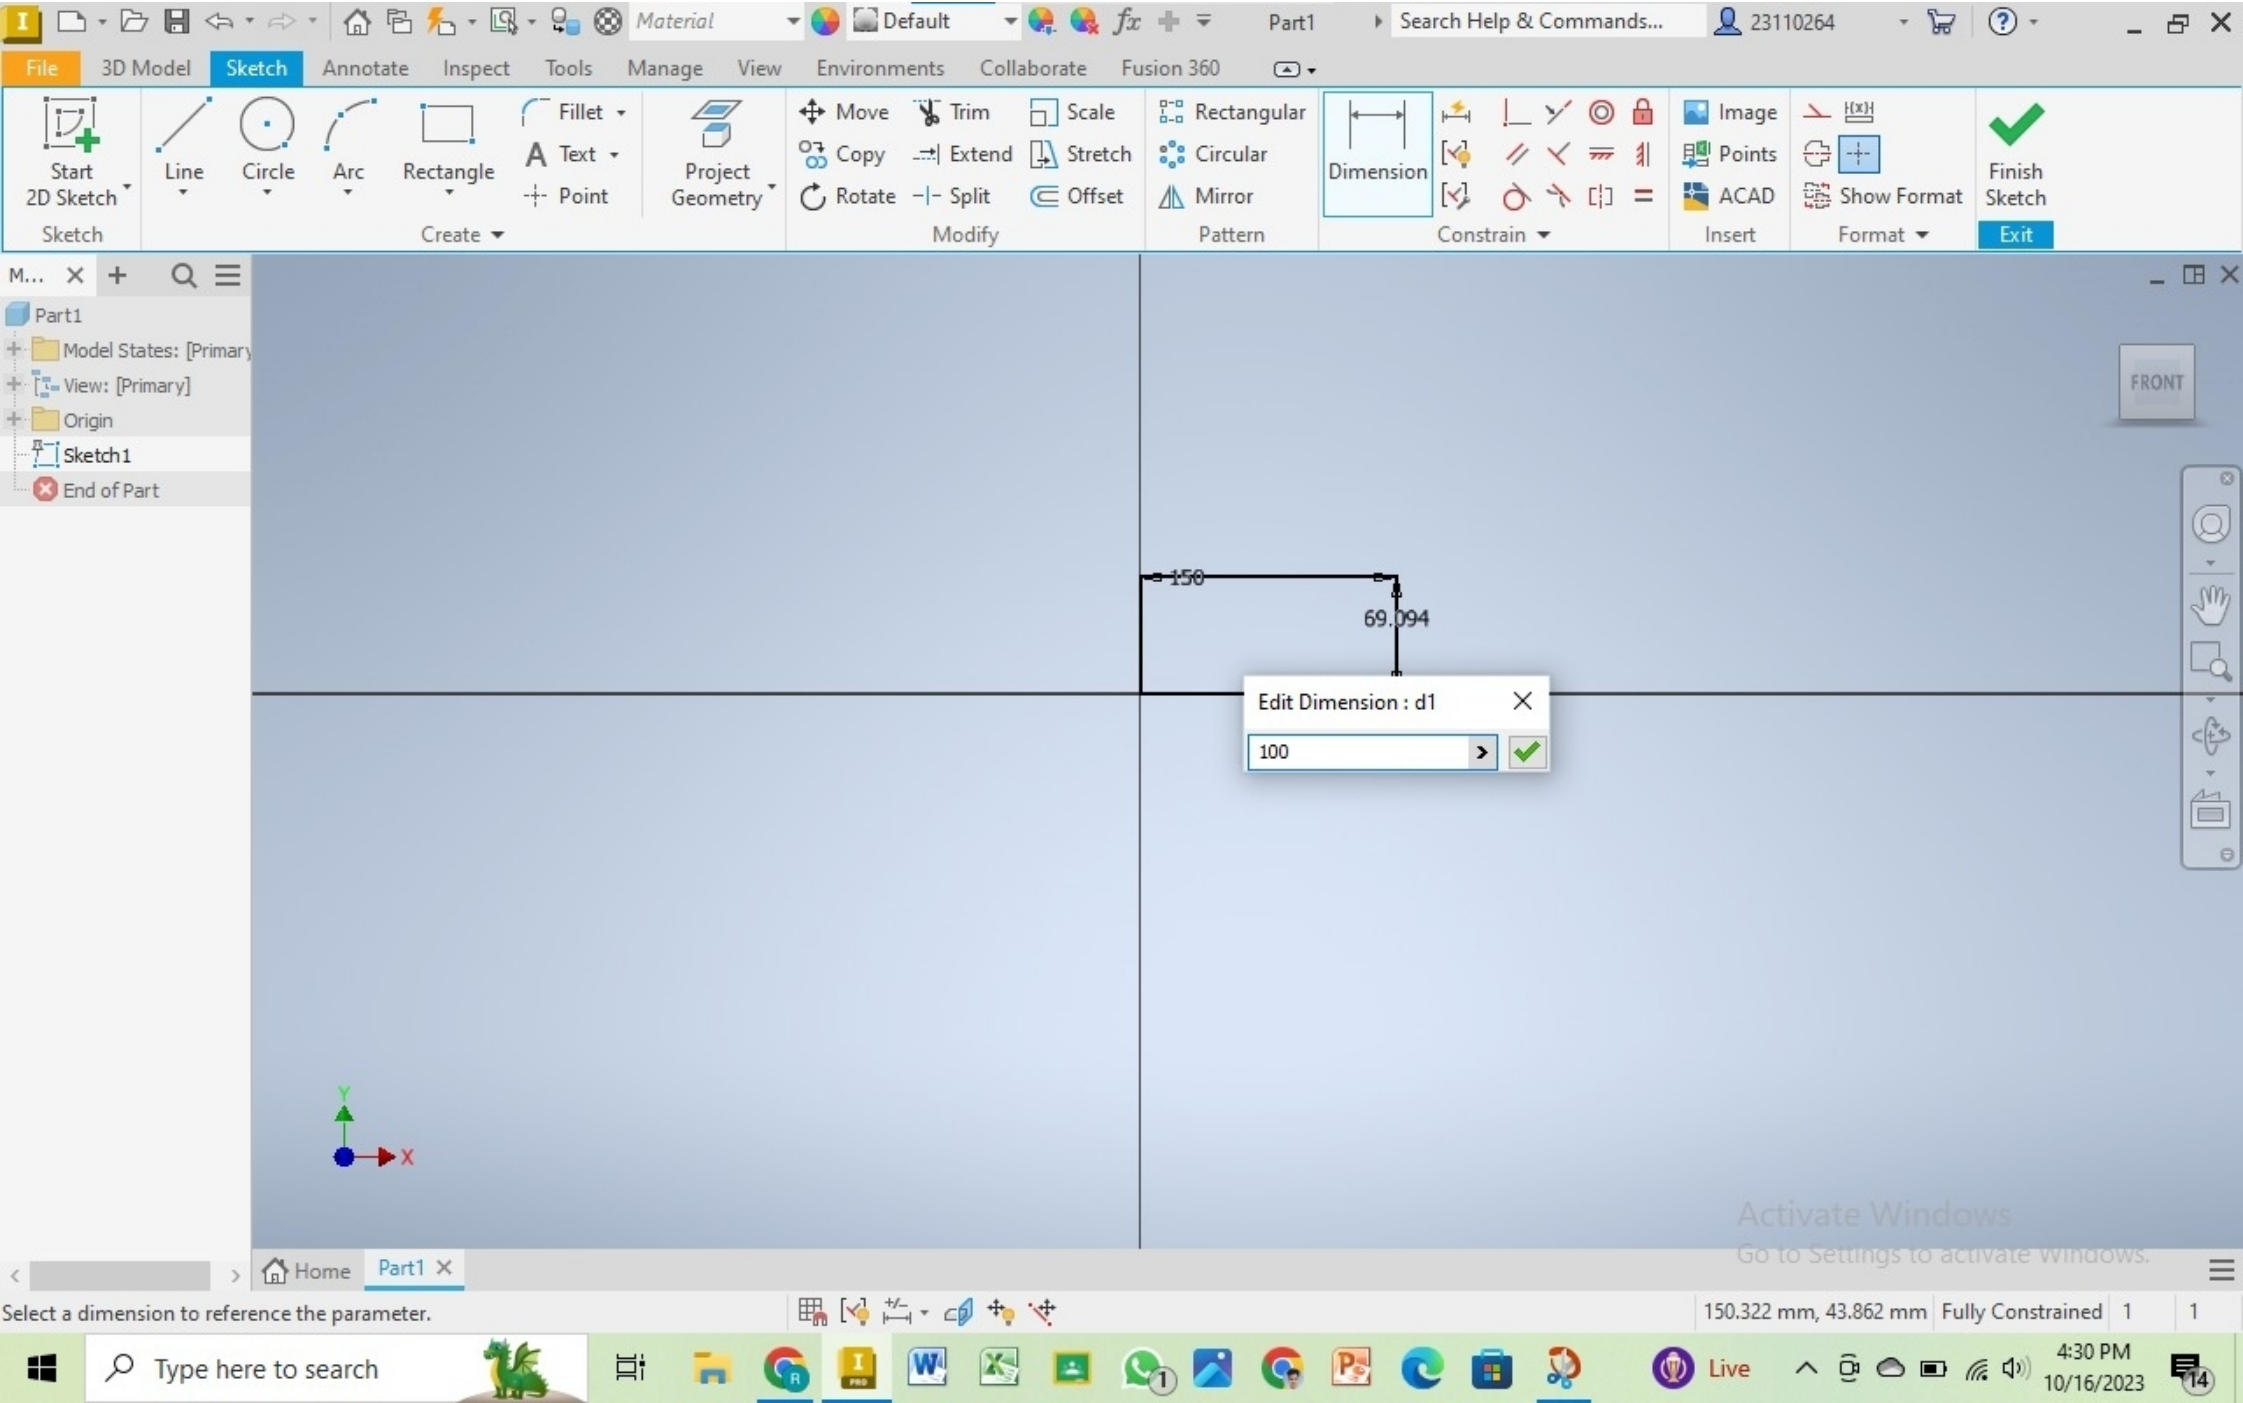 Material
Default
fx
Part1
Search Help & Commands...
23110264
File
3D Model
Sketch
Annotate
Inspect
Tools
Manage
View
Environments
Collaborate
Fusion 360
Start
2D Sketch
Line
Circle
Arc
Rectangle
Fillet
Text
Point
Project
Geometry
Move
Copy
Rotate
Trim
Extend
Split
Scale
Stretch
Offset
Rectangular
Circular
Mirror
Dimension
Image
Points
ACAD
Show Format
Finish
Sketch
Sketch
Create
Modify
Pattern
Constrain
Insert
Format
Exit
M...
Part1
Model States: [Primary
View: [Primary]
Origin
Sketch1
End of Part
FRONT
150
69.094
Edit Dimension : d1
100
Y
X
Activate Windows
Go to Settings to activate Windows.
Home
Part1
Select a dimension to reference the parameter.
150.322 mm, 43.862 mm
Fully Constrained
1
1
Type here to search
1
Live
4:30 PM
10/16/2023
14